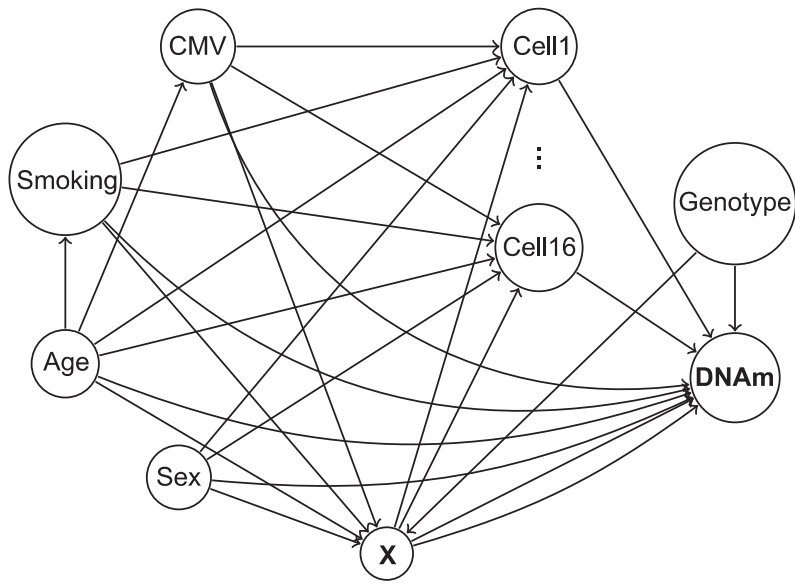 CMV
Cell1
Smoking
⋮
Genotype
Cell16
Age
DNAm
Sex
X